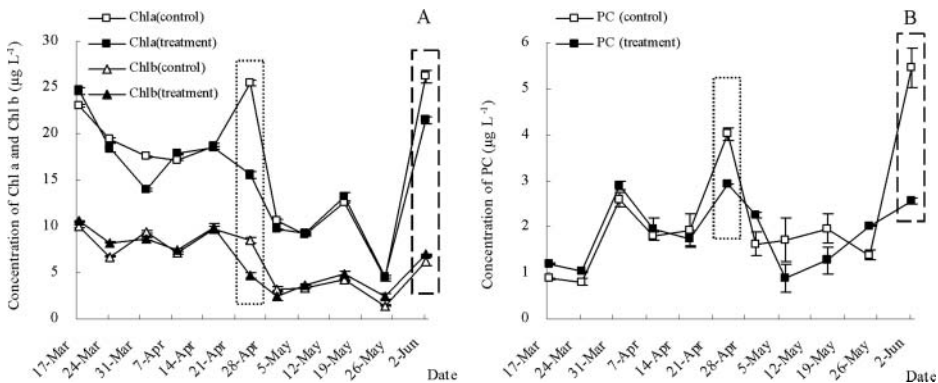 Chla(control)
Chla(treatment)
Chlb(control)
Chlb(treatment)
A
Concentration of Chl a and Chl b (μg L-1)
30
25
20
15
10
5
0
17-Mar
24-Mar
31-Mar
7-Apr
14-Apr
21-Apr
28-Apr
5-May
12-May
19-May
26-May
2-Jun
Date
PC (control)
PC (treatment)
B
Concentration of PC (μg L-1)
6
5
4
3
2
1
0
17-Mar
24-Mar
31-Mar
7-Apr
14-Apr
21-Apr
28-Apr
5-May
12-May
19-May
26-May
2-Jun
Date